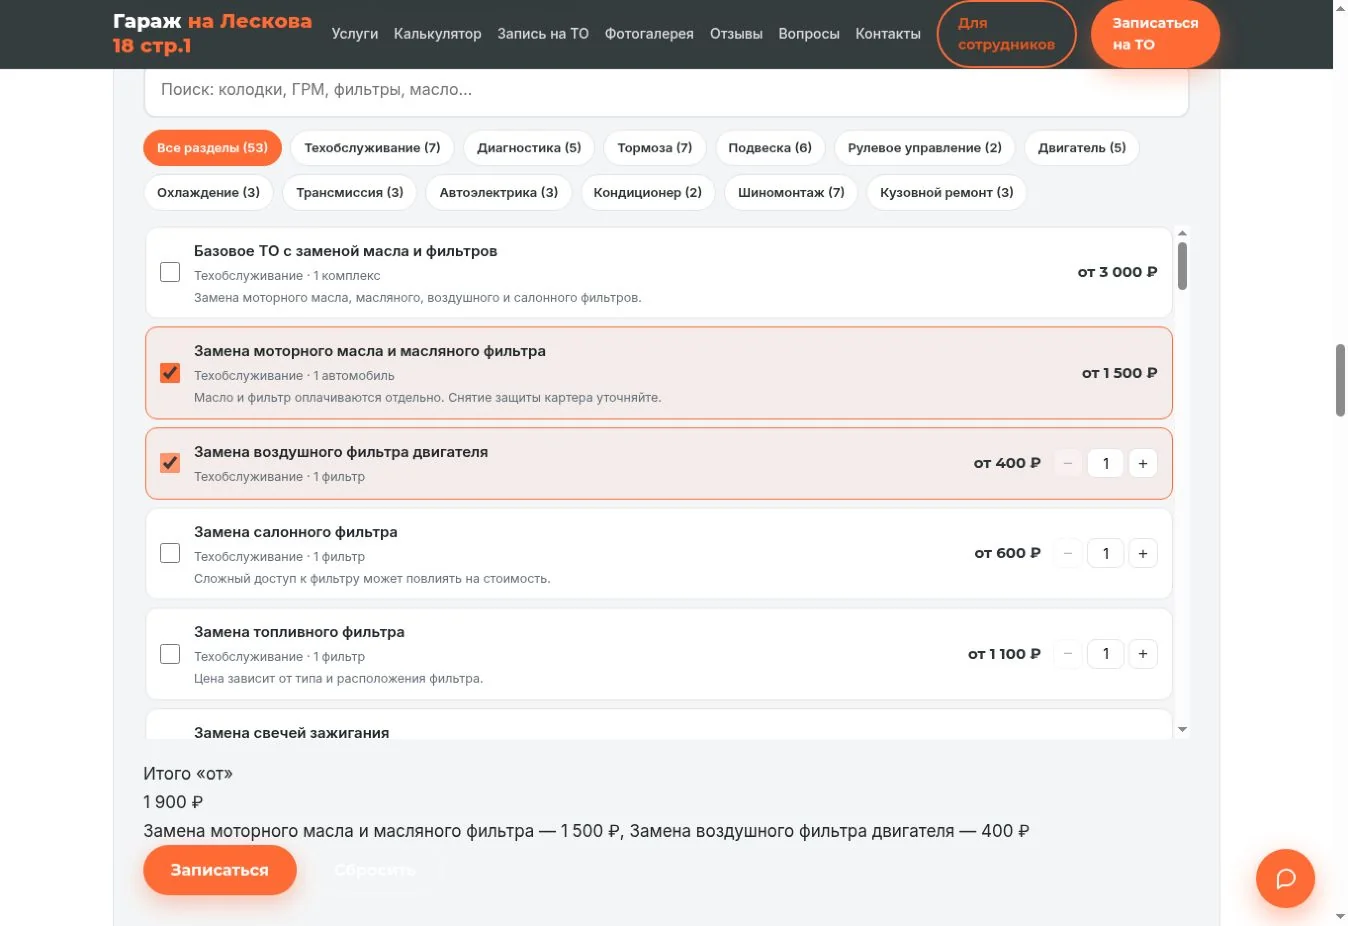 Гараж на Лескова
18 стр.1
Услуги
Калькулятор
Запись на ТО
Фотогалерея
Отзывы
Вопросы
Контакты
Для
сотрудников
Записаться
на ТО
Поиск: колодки, ГРМ, фильтры, масло...
Все разделы (53)
Техобслуживание (7)
Диагностика (5)
Тормоза (7)
Подвеска (6)
Рулевое управление (2)
Двигатель (5)
Охлаждение (3)
Трансмиссия (3)
Автоэлектрика (3)
Кондиционер (2)
Шиномонтаж (7)
Кузовной ремонт (3)
Базовое ТО с заменой масла и фильтров
Техобслуживание · 1 комплекс
Замена моторного масла, масляного, воздушного и салонного фильтров.
от 3 000 ₽
Замена моторного масла и масляного фильтра
Техобслуживание · 1 автомобиль
Масло и фильтр оплачиваются отдельно. Снятие защиты картера уточняйте.
от 1 500 ₽
Замена воздушного фильтра двигателя
Техобслуживание · 1 фильтр
от 400 ₽ − 1 +
Замена салонного фильтра
Техобслуживание · 1 фильтр
Сложный доступ к фильтру может повлиять на стоимость.
от 600 ₽ − 1 +
Замена топливного фильтра
Техобслуживание · 1 фильтр
Цена зависит от типа и расположения фильтра.
от 1 100 ₽ − 1 +
Замена свечей зажигания
Итого «от»
1 900 ₽
Замена моторного масла и масляного фильтра — 1 500 ₽, Замена воздушного фильтра двигателя — 400 ₽
Записаться
Сбросить